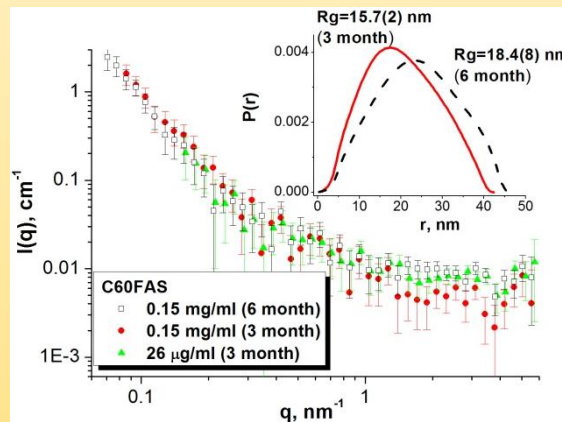 Rg=15.7(2) nm
(3 month)
Rg=18.4(8) nm
(6 month)
0.004
0.002
0.000
P(r)
0 10 20 30 40 50
r, nm
1
0.1
0.01
1E-3
I(q), cm⁻¹
C60FAS
0.15 mg/ml (6 month)
0.15 mg/ml (3 month)
26 μg/ml (3 month)
0.1 1
q, nm⁻¹